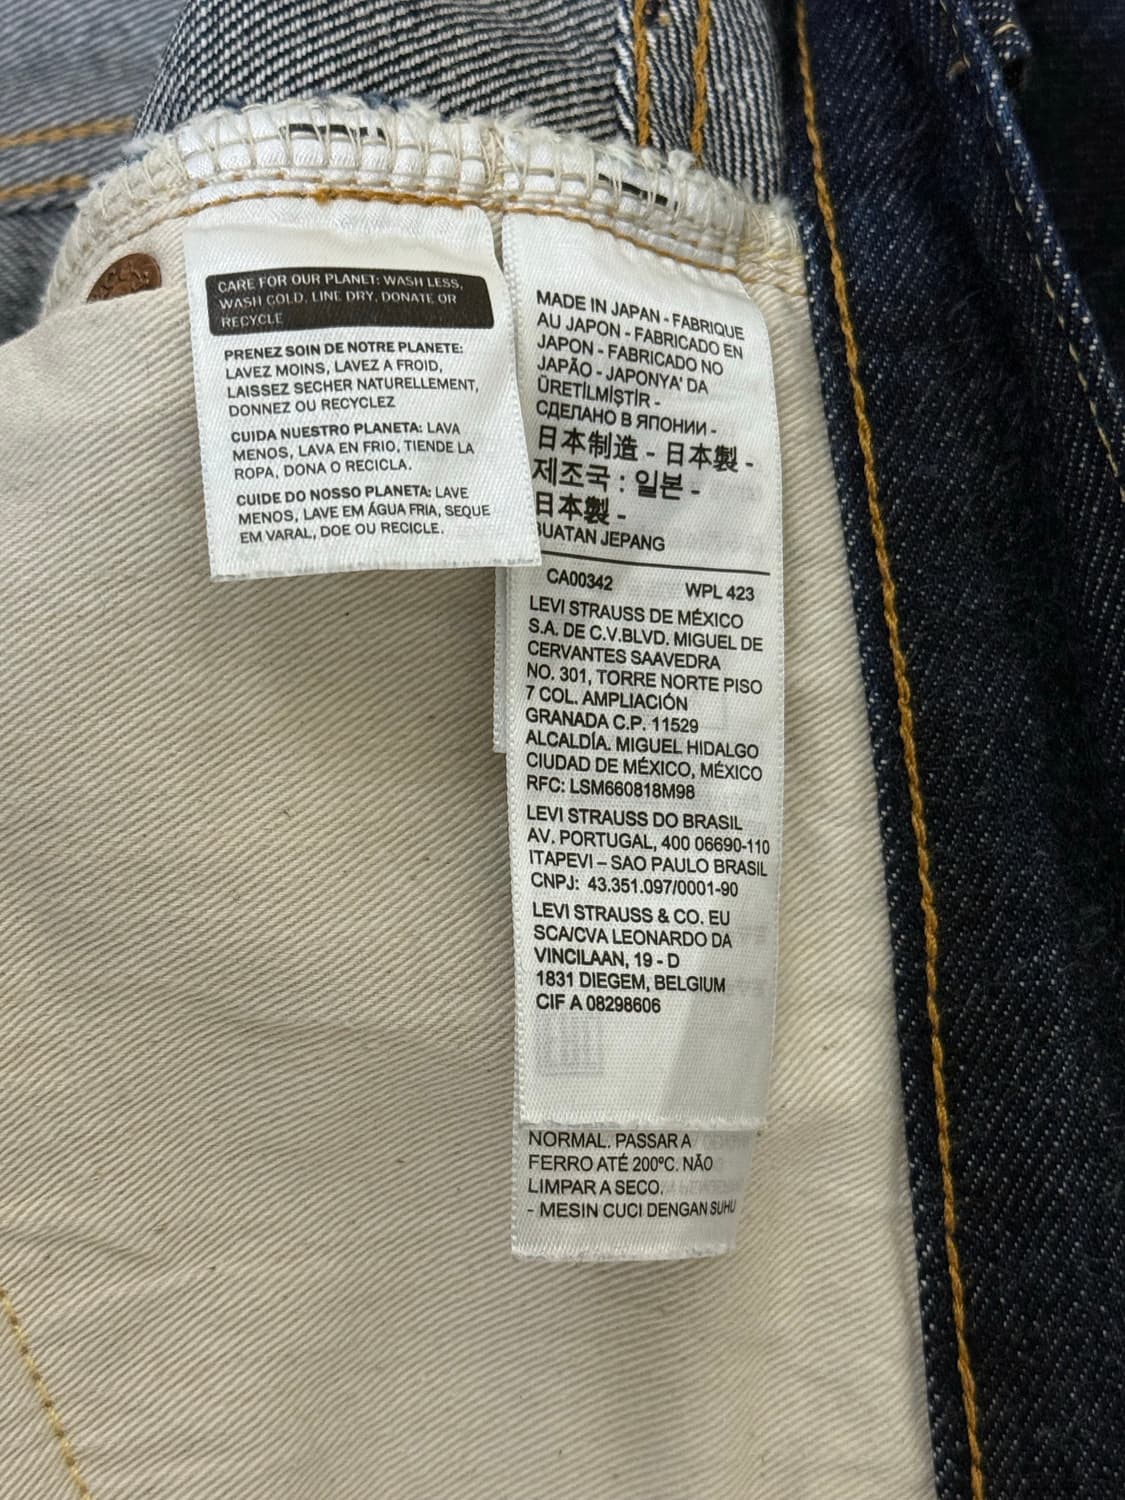 CARE FOR OUR PLANET: WASH LESS,
WASH COLD, LINE DRY, DONATE OR
RECYCLE
PRENEZ SOIN DE NOTRE PLANETE:
LAVEZ MOINS, LAVEZ A FROID,
LAISSEZ SECHER NATURELLEMENT,
DONNEZ OU RECYCLEZ
CUIDA NUESTRO PLANETA: LAVA
MENOS, LAVA EN FRIO, TIENDE LA
ROPA, DONA O RECICLA.
CUIDE DO NOSSO PLANETA: LAVE
MENOS, LAVE EM ÁGUA FRIA, SEQUE
EM VARAL, DOE OU RECICLE.
MADE IN JAPAN - FABRIQUE
AU JAPON - FABRICADO EN
JAPON - FABRICADO NO
JAPÃO - JAPONYA' DA
ÜRETİLMİŞTİR -
СДЕЛАНО В ЯПОНИИ -
日本制造 - 日本製 -
제조국 : 일본 -
日本製 -
BUATAN JEPANG
CA00342 WPL 423
LEVI STRAUSS DE MÉXICO
S.A. DE C.V.BLVD. MIGUEL DE
CERVANTES SAAVEDRA
NO. 301, TORRE NORTE PISO
7 COL. AMPLIACIÓN
GRANADA C.P. 11529
ALCALDÍA. MIGUEL HIDALGO
CIUDAD DE MÉXICO, MÉXICO
RFC: LSM660818M98
LEVI STRAUSS DO BRASIL
AV. PORTUGAL, 400 06690-110
ITAPEVI – SAO PAULO BRASIL
CNPJ: 43.351.097/0001-90
LEVI STRAUSS & CO. EU
SCA/CVA LEONARDO DA
VINCILAAN, 19 - D
1831 DIEGEM, BELGIUM
CIF A 08298606
NORMAL. PASSAR A
FERRO ATÉ 200ºC. NÃO
LIMPAR A SECO.
- MESIN CUCI DENGAN SUHU